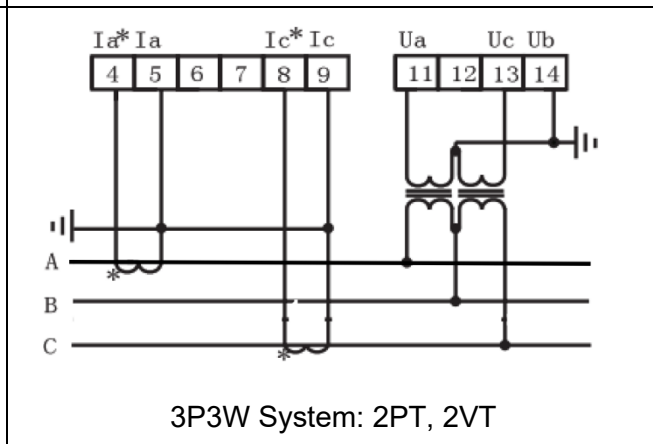 Ia* Ia Ic* Ic Ua Uc Ub
4 5 6 7 8 9 11 12 13 14
A
*
B
C
*
3P3W System: 2PT, 2VT